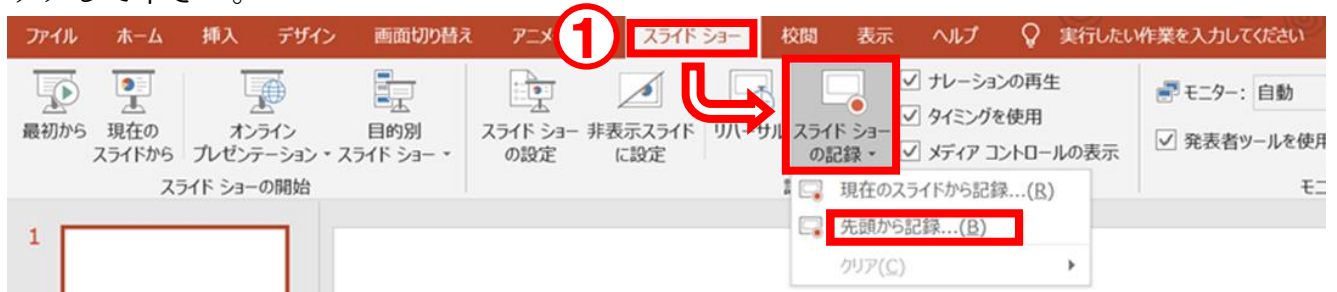 ファイル ホーム 挿入 デザイン 画面切り替え アニメ ① スライド ショー 校閲 表示 ヘルプ 実行したい作業を入力してください
最初から 現在の スライドから オンライン プレゼンテーション 目的別 スライド ショー スライド ショー の設定 非表示スライド に設定 リハーサル スライド ショー の記録
ナレーションの再生
タイミングを使用
メディア コントロールの表示
モニター: 自動
発表者ツールを使用
スライド ショーの開始
現在のスライドから記録...(R)
先頭から記録...(B)
クリア(C)
1